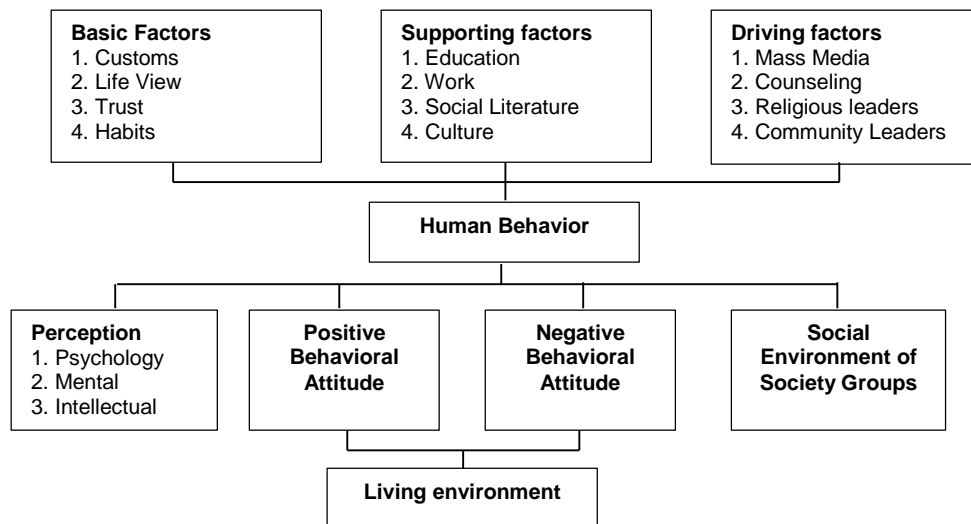 Basic Factors
1. Customs
2. Life View
3. Trust
4. Habits
Supporting factors
1. Education
2. Work
3. Social Literature
4. Culture
Driving factors
1. Mass Media
2. Counseling
3. Religious leaders
4. Community Leaders
Human Behavior
Perception
1. Psychology
2. Mental
3. Intellectual
Positive
Behavioral
Attitude
Negative
Behavioral
Attitude
Social
Environment of
Society Groups
Living environment